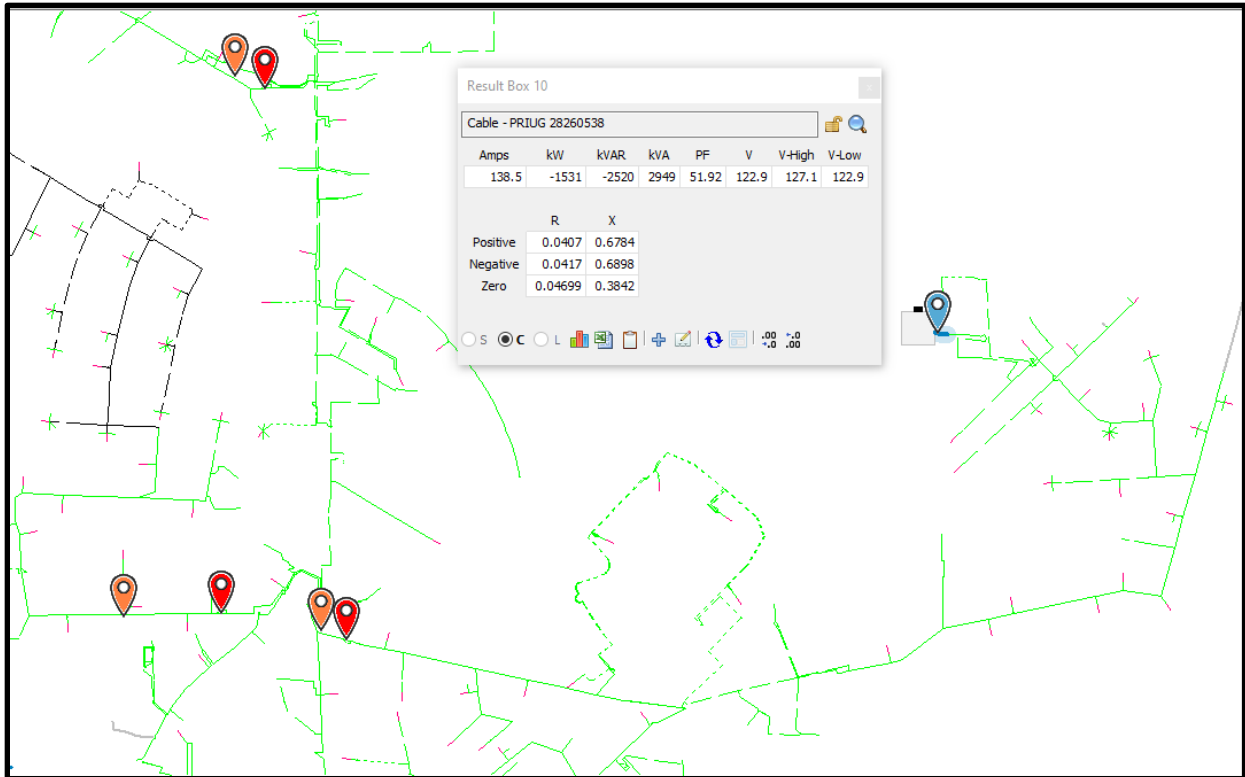 Result Box 10
Cable - PRIUG 28260538
Amps kW kVAR kVA PF V V-High V-Low
138.5 -1531 -2520 2949 51.92 122.9 127.1 122.9
R X
Positive 0.0407 0.6784
Negative 0.0417 0.6898
Zero 0.04699 0.3842
S C L .00 →.0 ←.0 .00